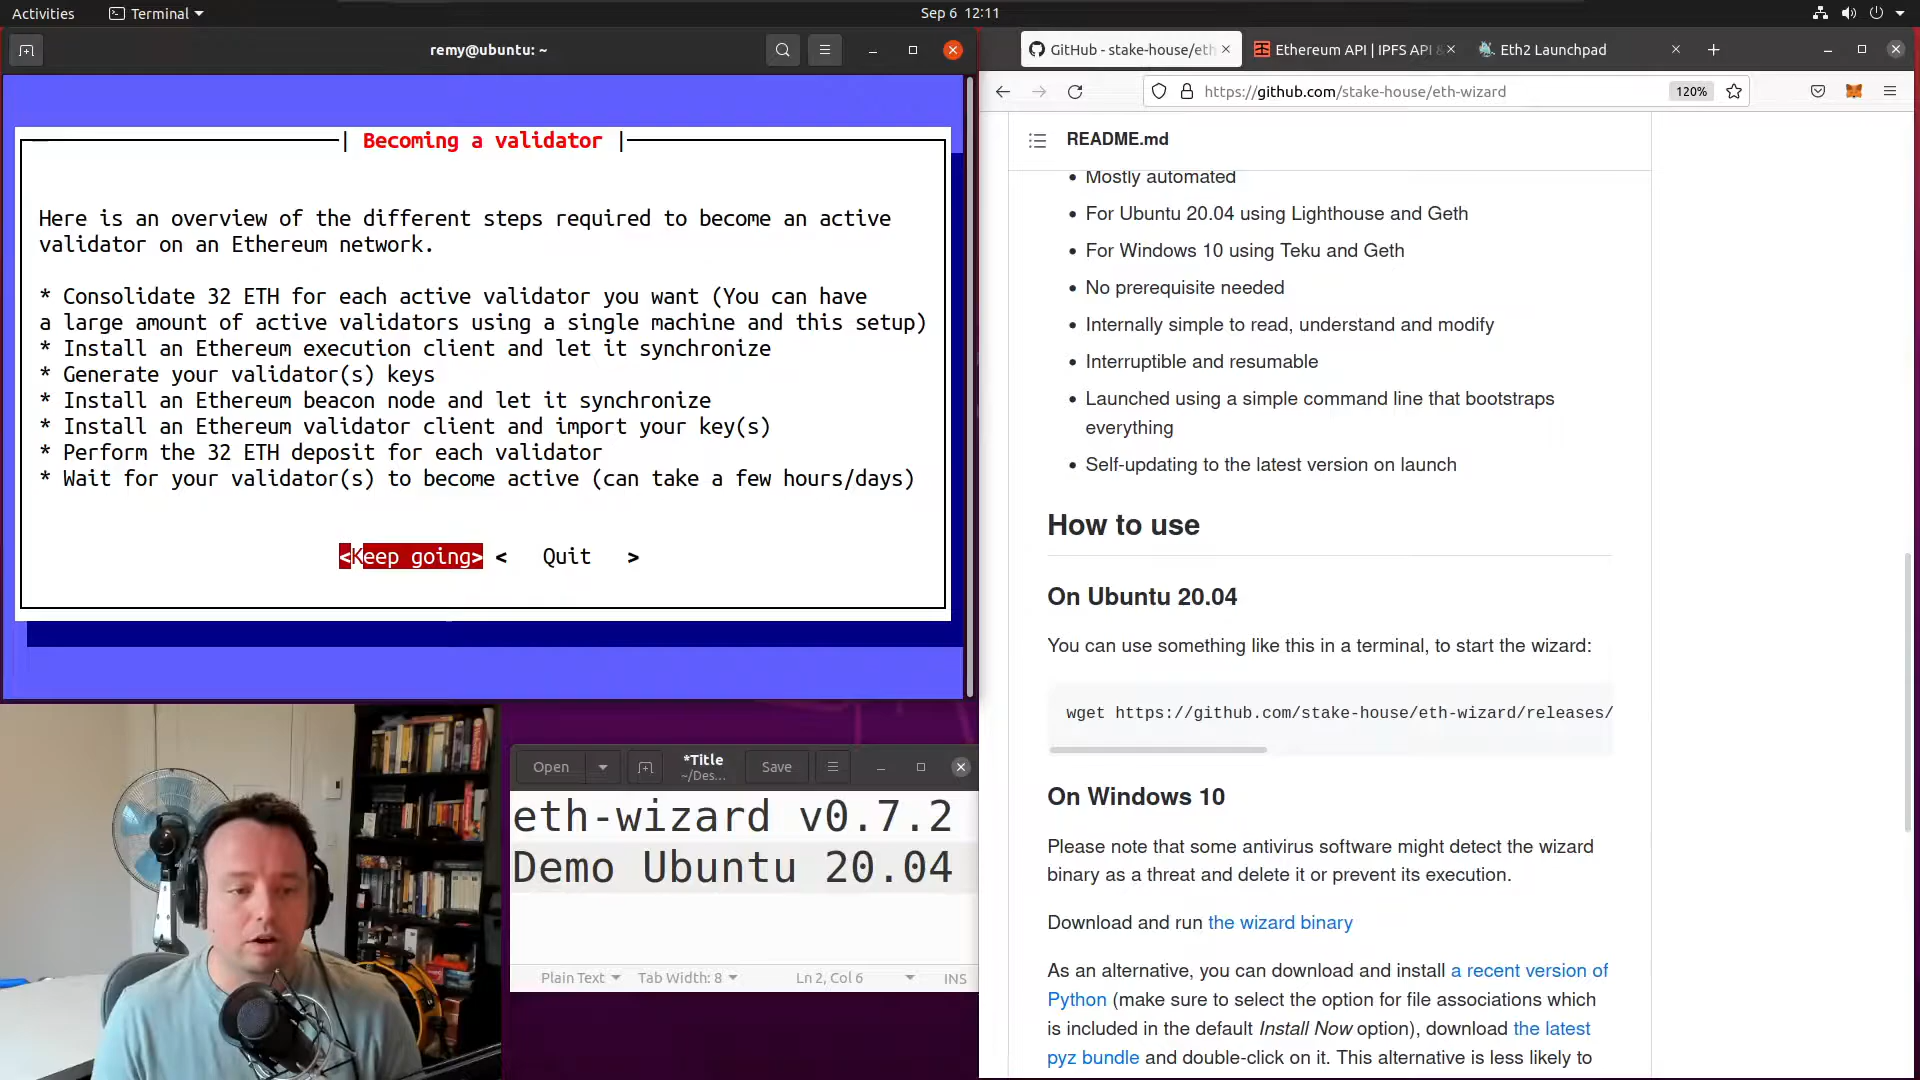 Activities
Terminal
Sep 6 12:11
remy@ubuntu: ~
Becoming a validator
Here is an overview of the different steps required to become an active
validator on an Ethereum network.
* Consolidate 32 ETH for each active validator you want (You can have
a large amount of active validators using a single machine and this setup)
* Install an Ethereum execution client and let it synchronize
* Generate your validator(s) keys
* Install an Ethereum beacon node and let it synchronize
* Install an Ethereum validator client and import your key(s)
* Perform the 32 ETH deposit for each validator
* Wait for your validator(s) to become active (can take a few hours/days)
<Keep going> < Quit >
Open
*Title
~/Des...
Save
eth-wizard v0.7.2
Demo Ubuntu 20.04
Plain Text
Tab Width: 8
Ln 2, Col 6
INS
GitHub - stake-house/eth
Ethereum API | IPFS API &
Eth2 Launchpad
https://github.com/stake-house/eth-wizard
120%
README.md
• Mostly automated
• For Ubuntu 20.04 using Lighthouse and Geth
• For Windows 10 using Teku and Geth
• No prerequisite needed
• Internally simple to read, understand and modify
• Interruptible and resumable
• Launched using a simple command line that bootstraps
everything
• Self-updating to the latest version on launch
How to use
On Ubuntu 20.04
You can use something like this in a terminal, to start the wizard:
wget https://github.com/stake-house/eth-wizard/releases/
On Windows 10
Please note that some antivirus software might detect the wizard
binary as a threat and delete it or prevent its execution.
Download and run the wizard binary
As an alternative, you can download and install a recent version of
Python (make sure to select the option for file associations which
is included in the default Install Now option), download the latest
pyz bundle and double-click on it. This alternative is less likely to